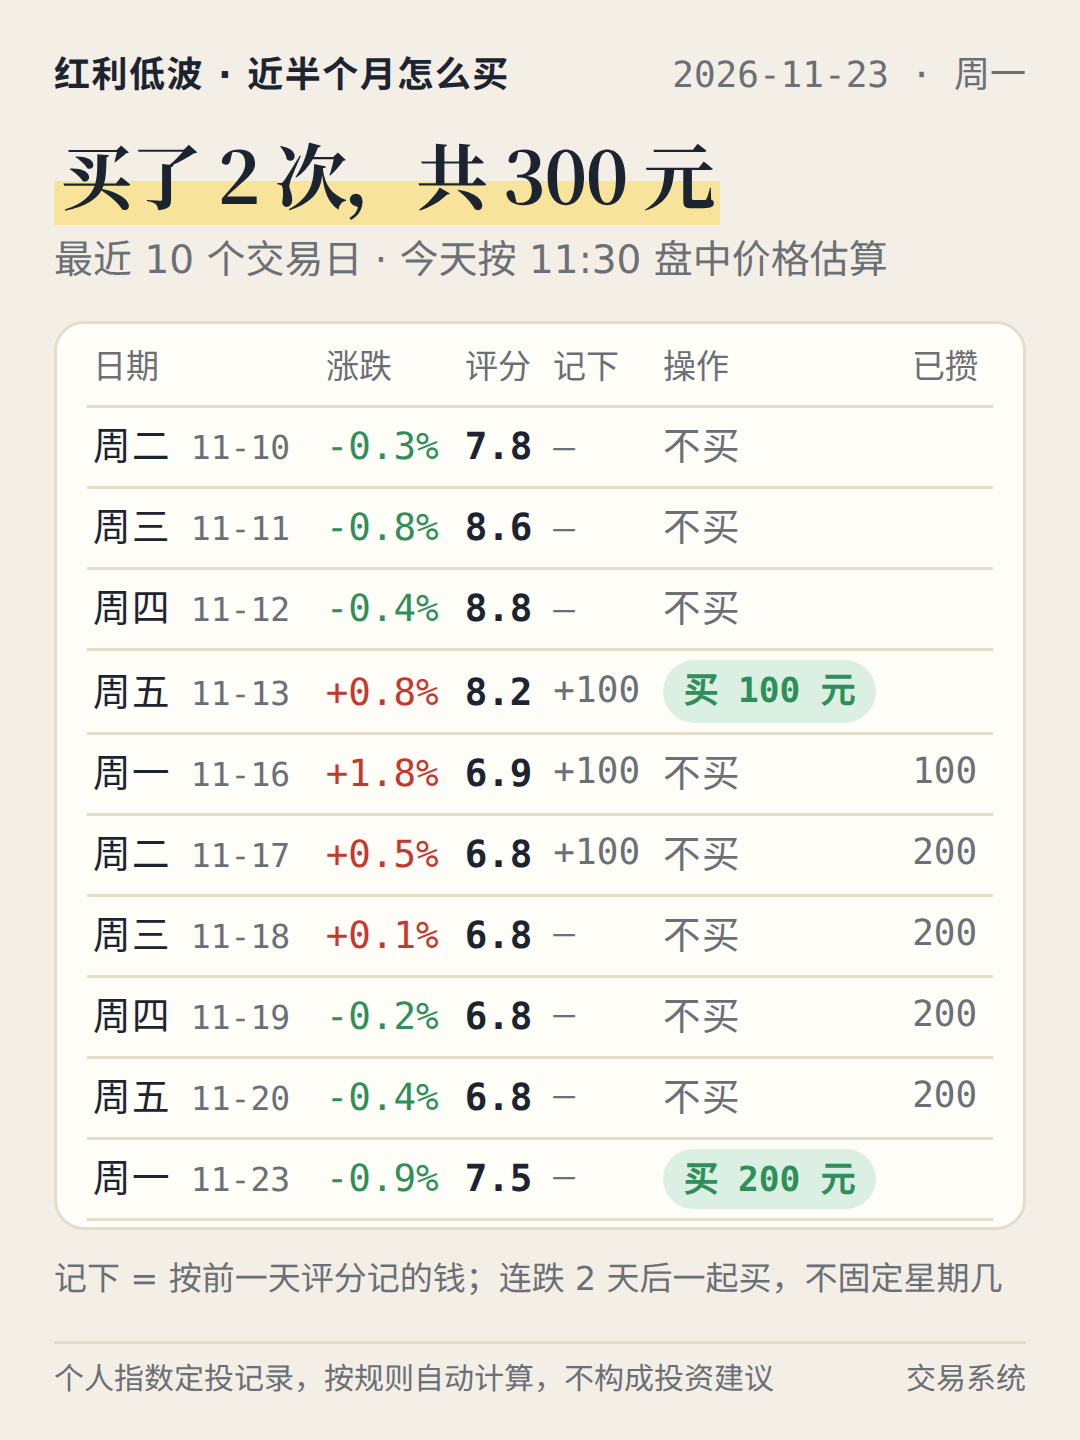 红利低波 · 近半个月怎么买 2026-11-23 · 周一
买了 2 次，共 300 元
最近 10 个交易日 · 今天按 11:30 盘中价格估算
日期 涨跌 评分 记下 操作 已攒
周二 11-10 -0.3% 7.8 — 不买
周三 11-11 -0.8% 8.6 — 不买
周四 11-12 -0.4% 8.8 — 不买
周五 11-13 +0.8% 8.2 +100 买 100 元
周一 11-16 +1.8% 6.9 +100 不买 100
周二 11-17 +0.5% 6.8 +100 不买 200
周三 11-18 +0.1% 6.8 — 不买 200
周四 11-19 -0.2% 6.8 — 不买 200
周五 11-20 -0.4% 6.8 — 不买 200
周一 11-23 -0.9% 7.5 — 买 200 元
记下 = 按前一天评分记的钱；连跌 2 天后一起买，不固定星期几
个人指数定投记录，按规则自动计算，不构成投资建议 交易系统